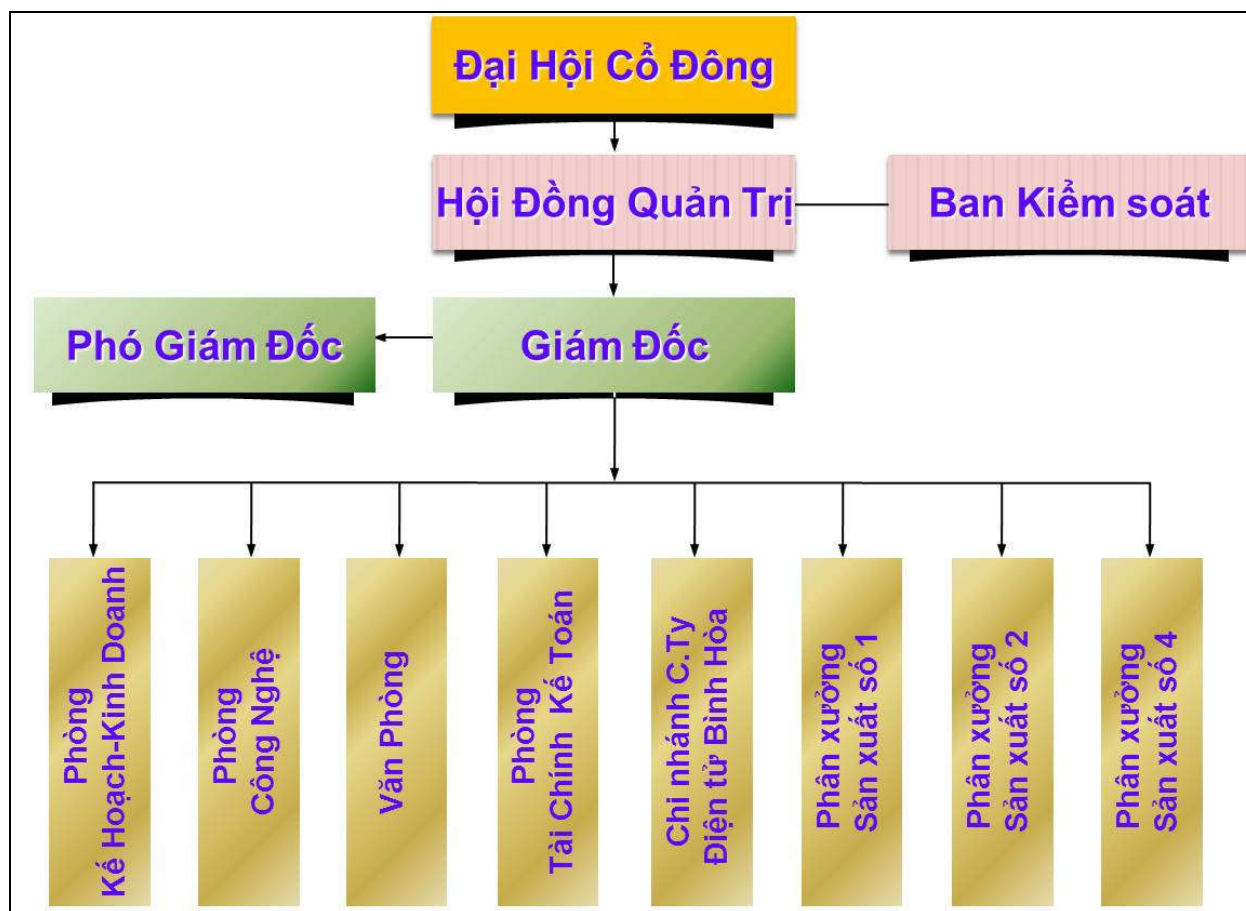 Đại Hội Cổ Đông
Hội Đồng Quản Trị
Ban Kiểm soát
Phó Giám Đốc
Giám Đốc
Phòng
Kế Hoạch-Kinh Doanh
Phòng
Công Nghệ
Văn Phòng
Phòng
Tài Chính Kế Toán
Chi nhánh C.Ty
Điện tử Bình Hòa
Phân xưởng
Sản xuất số 1
Phân xưởng
Sản xuất số 2
Phân xưởng
Sản xuất số 4